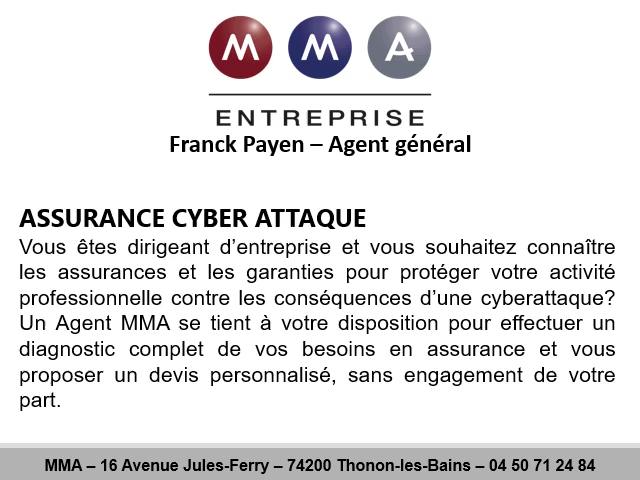 MMA
ENTREPRISE
Franck Payen – Agent général
ASSURANCE CYBER ATTAQUE
Vous êtes dirigeant d’entreprise et vous souhaitez connaître
les assurances et les garanties pour protéger votre activité
professionnelle contre les conséquences d’une cyberattaque?
Un Agent MMA se tient à votre disposition pour effectuer un
diagnostic complet de vos besoins en assurance et vous
proposer un devis personnalisé, sans engagement de votre
part.
MMA – 16 Avenue Jules-Ferry – 74200 Thonon-les-Bains – 04 50 71 24 84